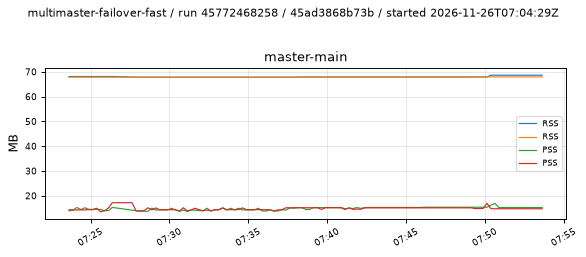 multimaster-failover-fast / run 45772468258 / 45ad3868b73b / started 2026-11-26T07:04:29Z
master-main
MB
70
60
50
40
30
20
RSS
RSS
PSS
PSS
07:25
07:30
07:35
07:40
07:45
07:50
07:55